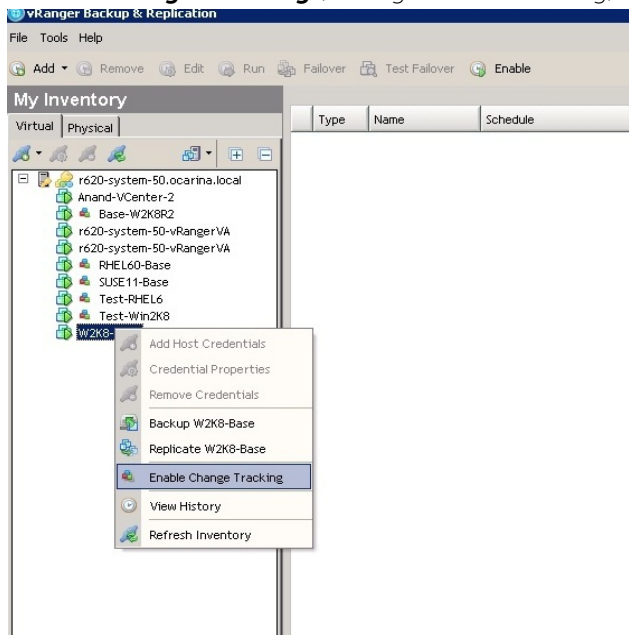 vRanger Backup & Replication
File Tools Help
Add Remove Edit Run Failover Test Failover Enable
My Inventory
Virtual Physical
Type Name Schedule
r620-system-50.ocarina.local
Anand-VCenter-2
Base-W2K8R2
r620-system-50-vRangerVA
r620-system-50-vRangerVA
RHEL60-Base
SUSE11-Base
Test-RHEL6
Test-Win2K8
W2K8-
Add Host Credentials
Credential Properties
Remove Credentials
Backup W2K8-Base
Replicate W2K8-Base
Enable Change Tracking
View History
Refresh Inventory